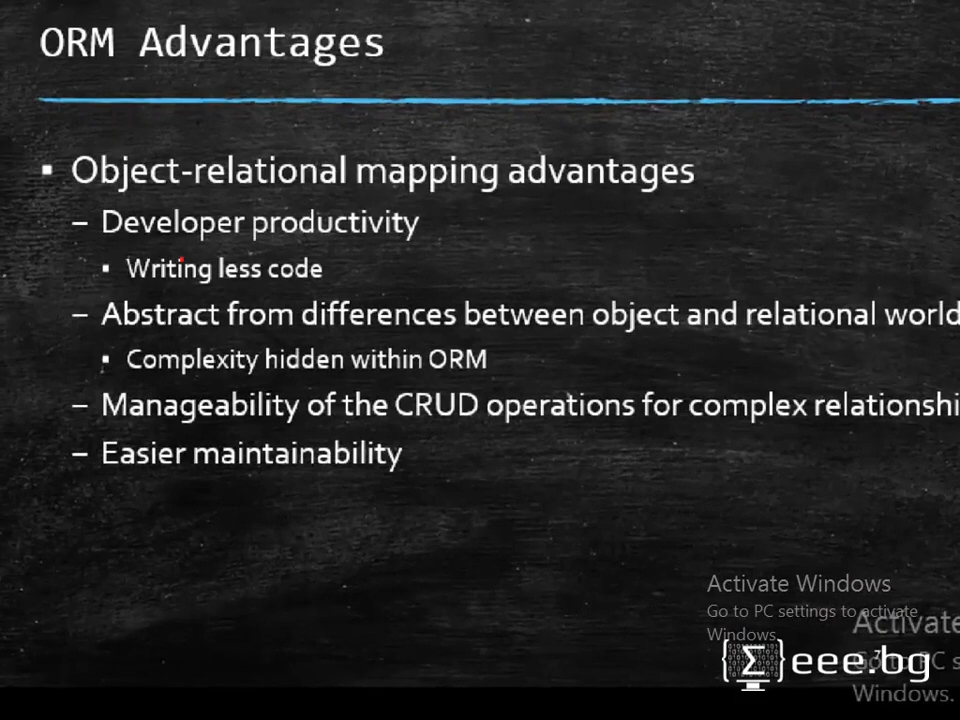 ORM Advantages
▪ Object-relational mapping advantages
– Developer productivity
▪ Writing less code
– Abstract from differences between object and relational world
▪ Complexity hidden within ORM
– Manageability of the CRUD operations for complex relationshi
– Easier maintainability
Activate Windows
Go to PC settings to activate
Windows.
Activate
Go to PC s
Windows.
{Σ}eee.bg
7